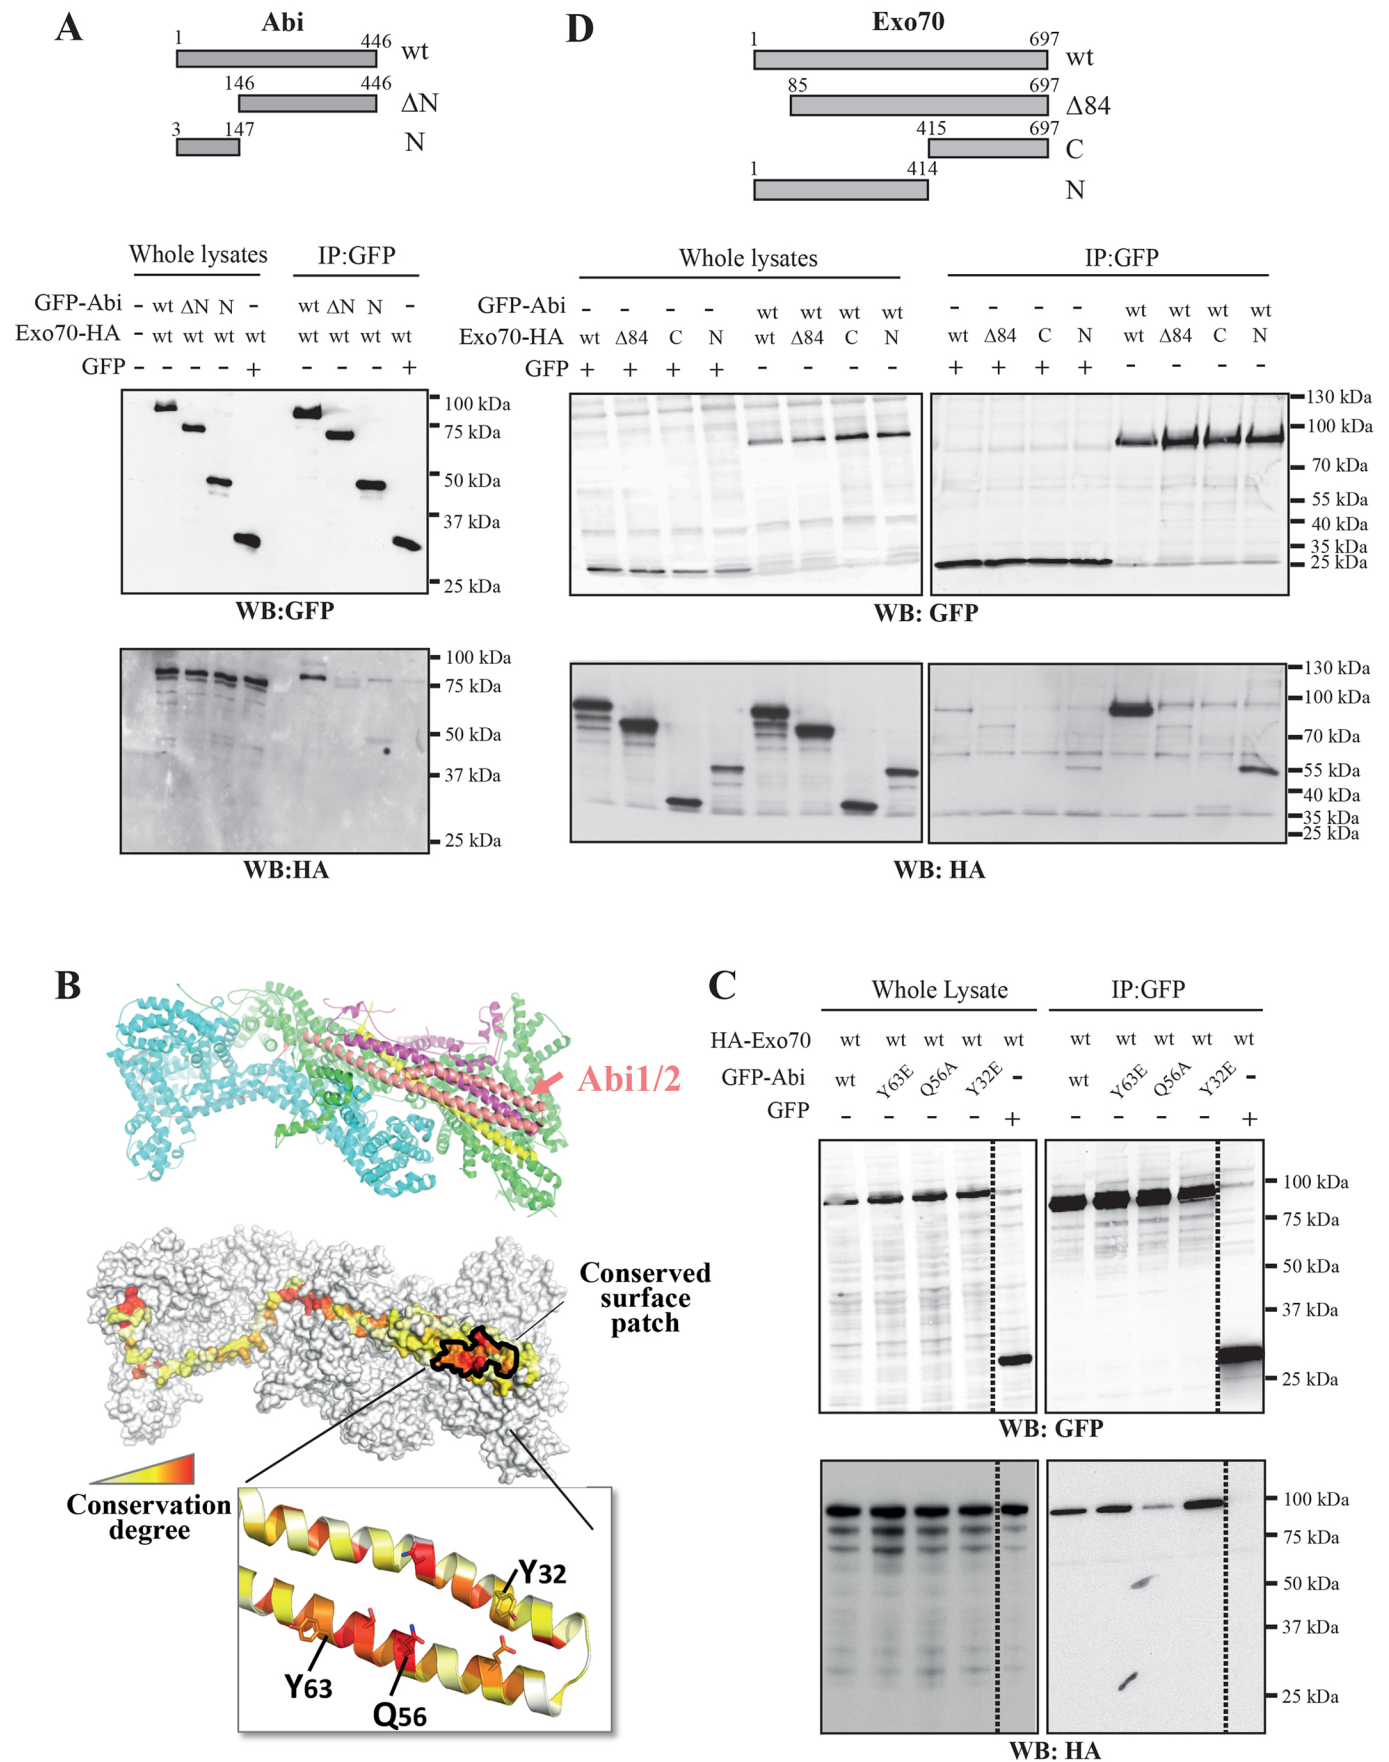 A
Abi
1 446 wt
146 446 ΔN
3 147 N
Whole lysates IP:GFP
GFP-Abi - wt ΔN N - wt ΔN N -
Exo70-HA - wt wt wt wt wt wt wt wt
GFP - - - - + - - - +
100 kDa
75 kDa
50 kDa
37 kDa
25 kDa
WB:GFP
100 kDa
75 kDa
50 kDa
37 kDa
25 kDa
WB:HA
D
Exo70
1 697 wt
85 697 Δ84
415 697 C
1 414 N
Whole lysates IP:GFP
GFP-Abi - - - - wt wt wt wt - - - - wt wt wt wt
Exo70-HA wt Δ84 C N wt Δ84 C N wt Δ84 C N wt Δ84 C N
GFP + + + + - - - - + + + + - - - -
130 kDa
100 kDa
70 kDa
55 kDa
40 kDa
35 kDa
25 kDa
WB: GFP
130 kDa
100 kDa
70 kDa
55 kDa
40 kDa
35 kDa
25 kDa
WB: HA
B
Abi1/2
Conserved
surface
patch
Conservation
degree
Y32
Y63
Q56
C
Whole Lysate IP:GFP
HA-Exo70 wt wt wt wt wt wt wt wt wt wt
GFP-Abi wt Y63E Q56A Y32E - wt Y63E Q56A Y32E -
GFP - - - - + - - - - +
100 kDa
75 kDa
50 kDa
37 kDa
25 kDa
WB: GFP
100 kDa
75 kDa
50 kDa
37 kDa
25 kDa
WB: HA